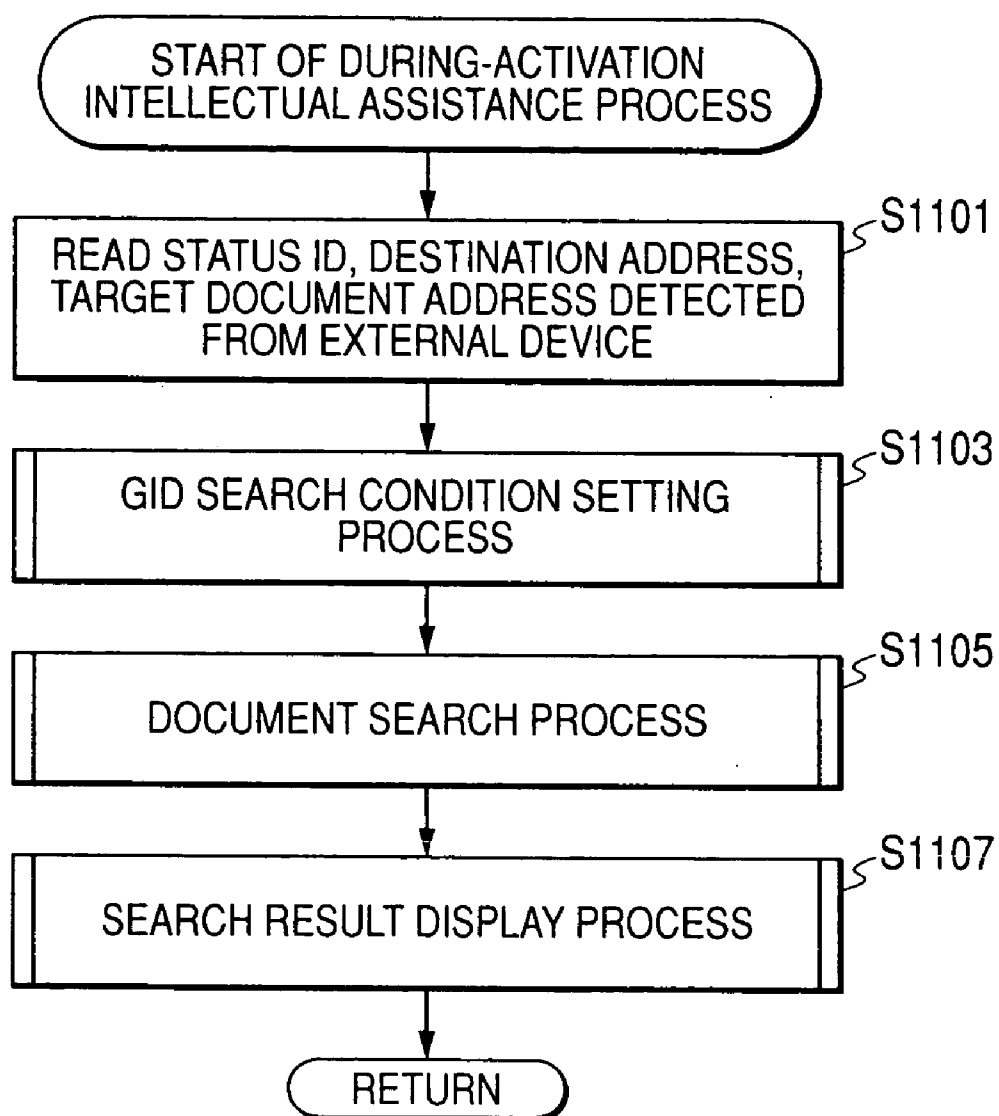 START OF DURING-ACTIVATION
INTELLECTUAL ASSISTANCE PROCESS
S1101
READ STATUS ID, DESTINATION ADDRESS,
TARGET DOCUMENT ADDRESS DETECTED
FROM EXTERNAL DEVICE
S1103
GID SEARCH CONDITION SETTING
PROCESS
S1105
DOCUMENT SEARCH PROCESS
S1107
SEARCH RESULT DISPLAY PROCESS
RETURN